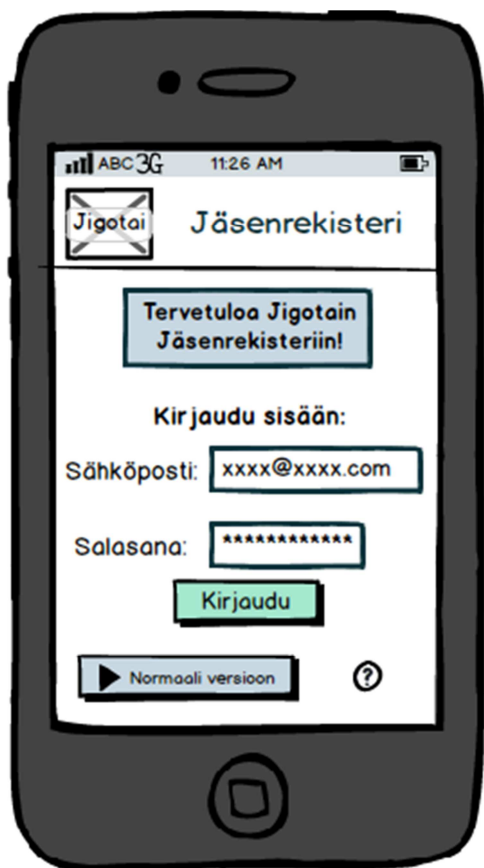 ABC 3G 11:26 AM
Jigotai Jäsenrekisteri
Tervetuloa Jigotain
Jäsenrekisteriin!
Kirjaudu sisään:
Sähköposti: xxxx@xxxx.com
Salasana: ************
Kirjaudu
Normaali versioon ?